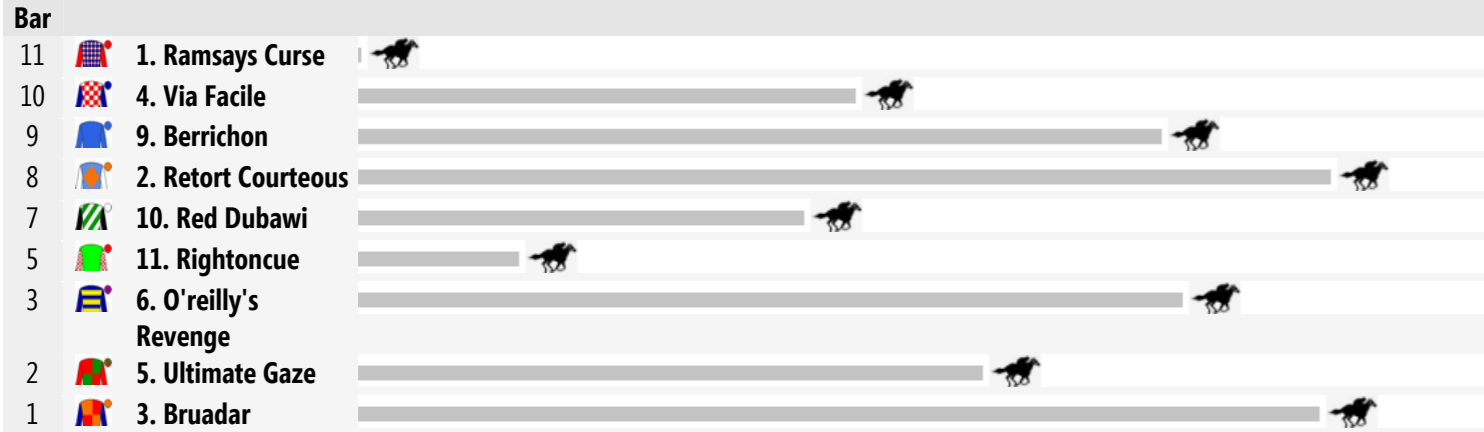 Bar
11 1. Ramsays Curse
10 4. Via Facile
9 9. Berrichon
8 2. Retort Courteous
7 10. Red Dubawi
5 11. Rightoncue
3 6. O'reilly's
Revenge
2 5. Ultimate Gaze
1 3. Bruadar